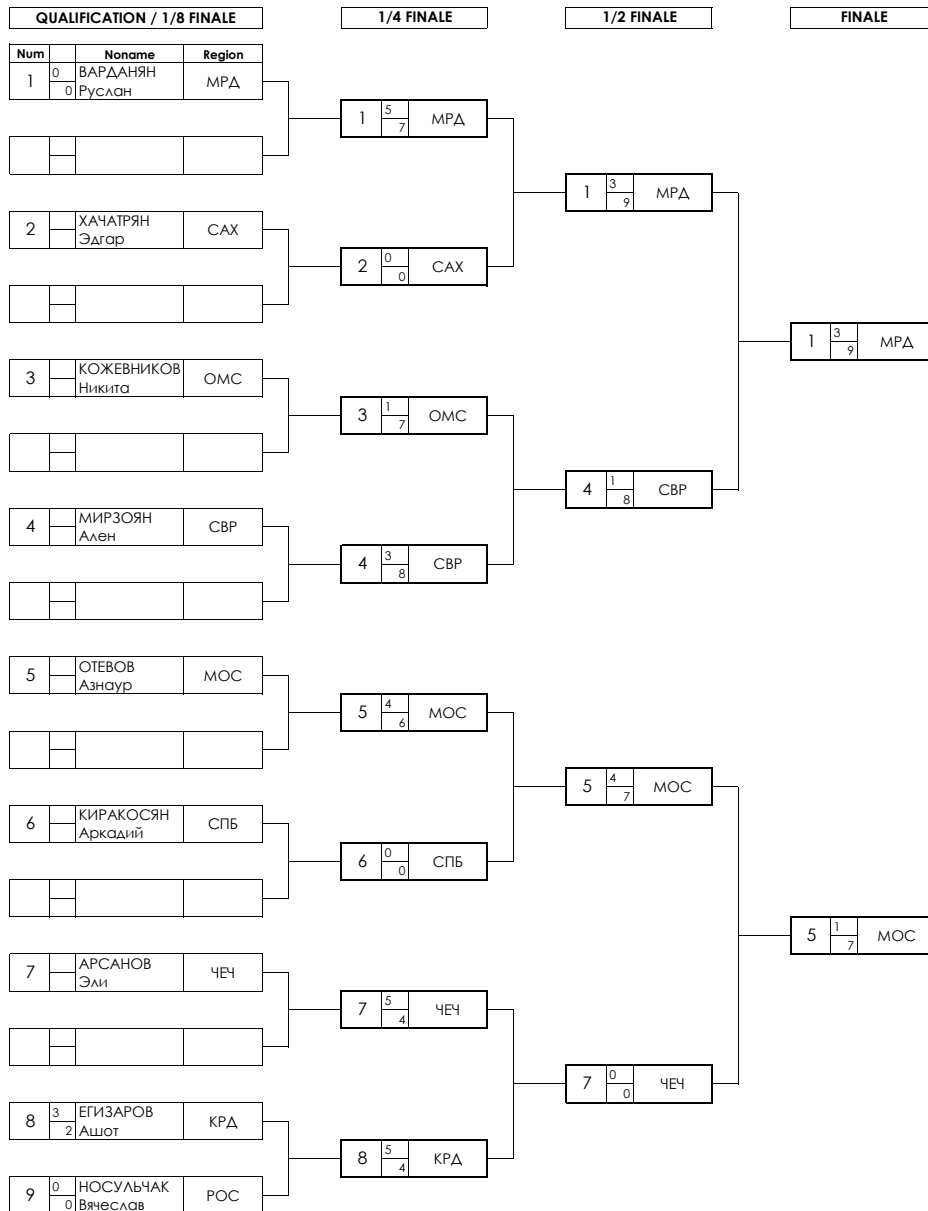 QUALIFICATION / 1/8 FINALE 1/4 FINALE 1/2 FINALE FINALE
Num Noname Region
1 0 0 ВАРДАНЯН Руслан МРД
1 5 7 МРД
1 3 9 МРД
2 ХАЧАТРЯН Эдгар САХ
2 0 0 САХ
1 3 9 МРД
3 КОЖЕВНИКОВ Никита ОМС
3 1 7 ОМС
4 1 8 СВР
4 МИРЗОЯН Ален СВР
4 3 8 СВР
5 ОТЕВОВ Азнаур МОС
5 4 6 МОС
5 4 7 МОС
6 КИРАКОСЯН Аркадий СПБ
6 0 0 СПБ
5 1 7 МОС
7 АРСАНОВ Эли ЧЕЧ
7 5 4 ЧЕЧ
7 0 0 ЧЕЧ
8 3 2 ЕГИЗАРОВ Ашот КРД
8 5 4 КРД
9 0 0 НОСУЛЬЧАК Вячеслав РОС